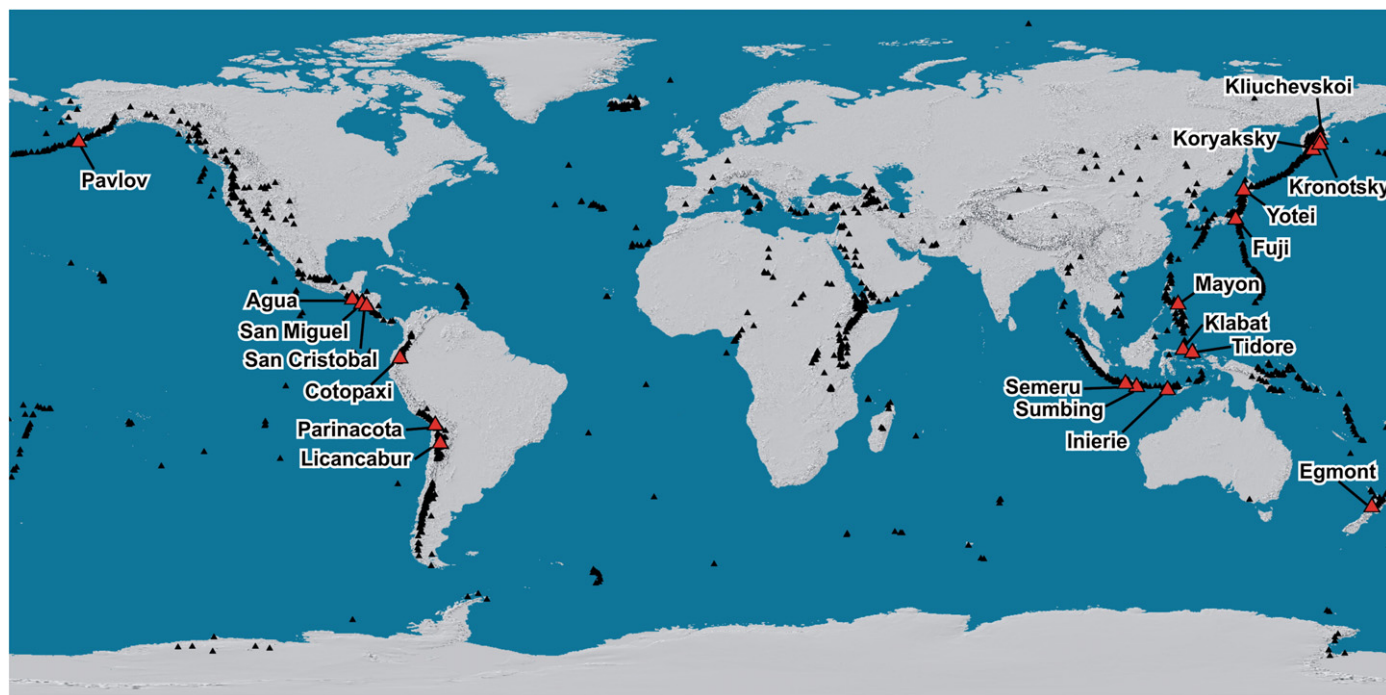 Kliuchevskoi
Koryaksky
Pavlov
Kronotsky
Yotei
Fuji
Agua
Mayon
San Miguel
Klabat
San Cristobal
Tidore
Cotopaxi
Semeru
Sumbing
Parinacota
Inierie
Licancabur
Egmont